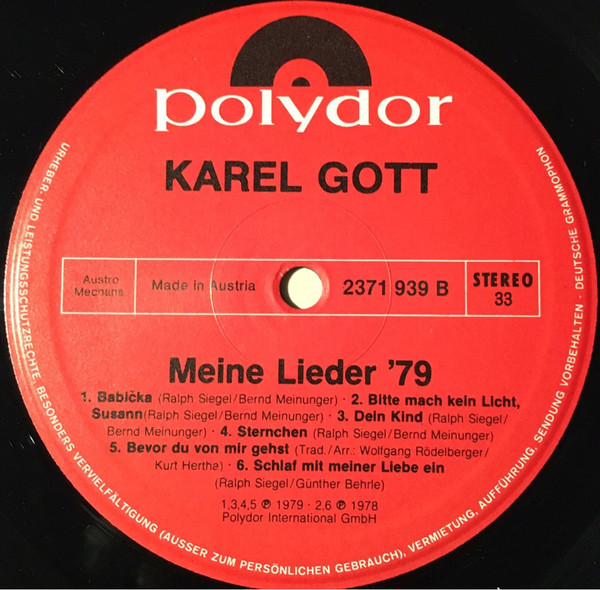 polydor
KAREL GOTT
Austro
Mechana
Made in Austria
2371 939 B
STEREO
33
Meine Lieder '79
1. Babička (Ralph Siegel/Bernd Meinunger) · 2. Bitte mach kein Licht,
Susann (Ralph Siegel/Bernd Meinunger) · 3. Dein Kind (Ralph Siegel/
Bernd Meinunger) · 4. Sternchen (Ralph Siegel/Bernd Meinunger)
5. Bevor du von mir gehst (Trad./Arr.: Wolfgang Rödelberger/
Kurt Hertha) · 6. Schlaf mit meiner Liebe ein
(Ralph Siegel/Günther Behrle)
1,3,4,5 ℗ 1979 · 2,6 ℗ 1978
Polydor International GmbH
URHEBER- UND LEISTUNGSSCHUTZRECHTE, BESONDERS VERVIELFÄLTIGUNG (AUSSER ZUM PERSÖNLICHEN GEBRAUCH), VERMIETUNG, AUFFÜHRUNG, SENDUNG VORBEHALTEN · DEUTSCHE GRAMMOPHON